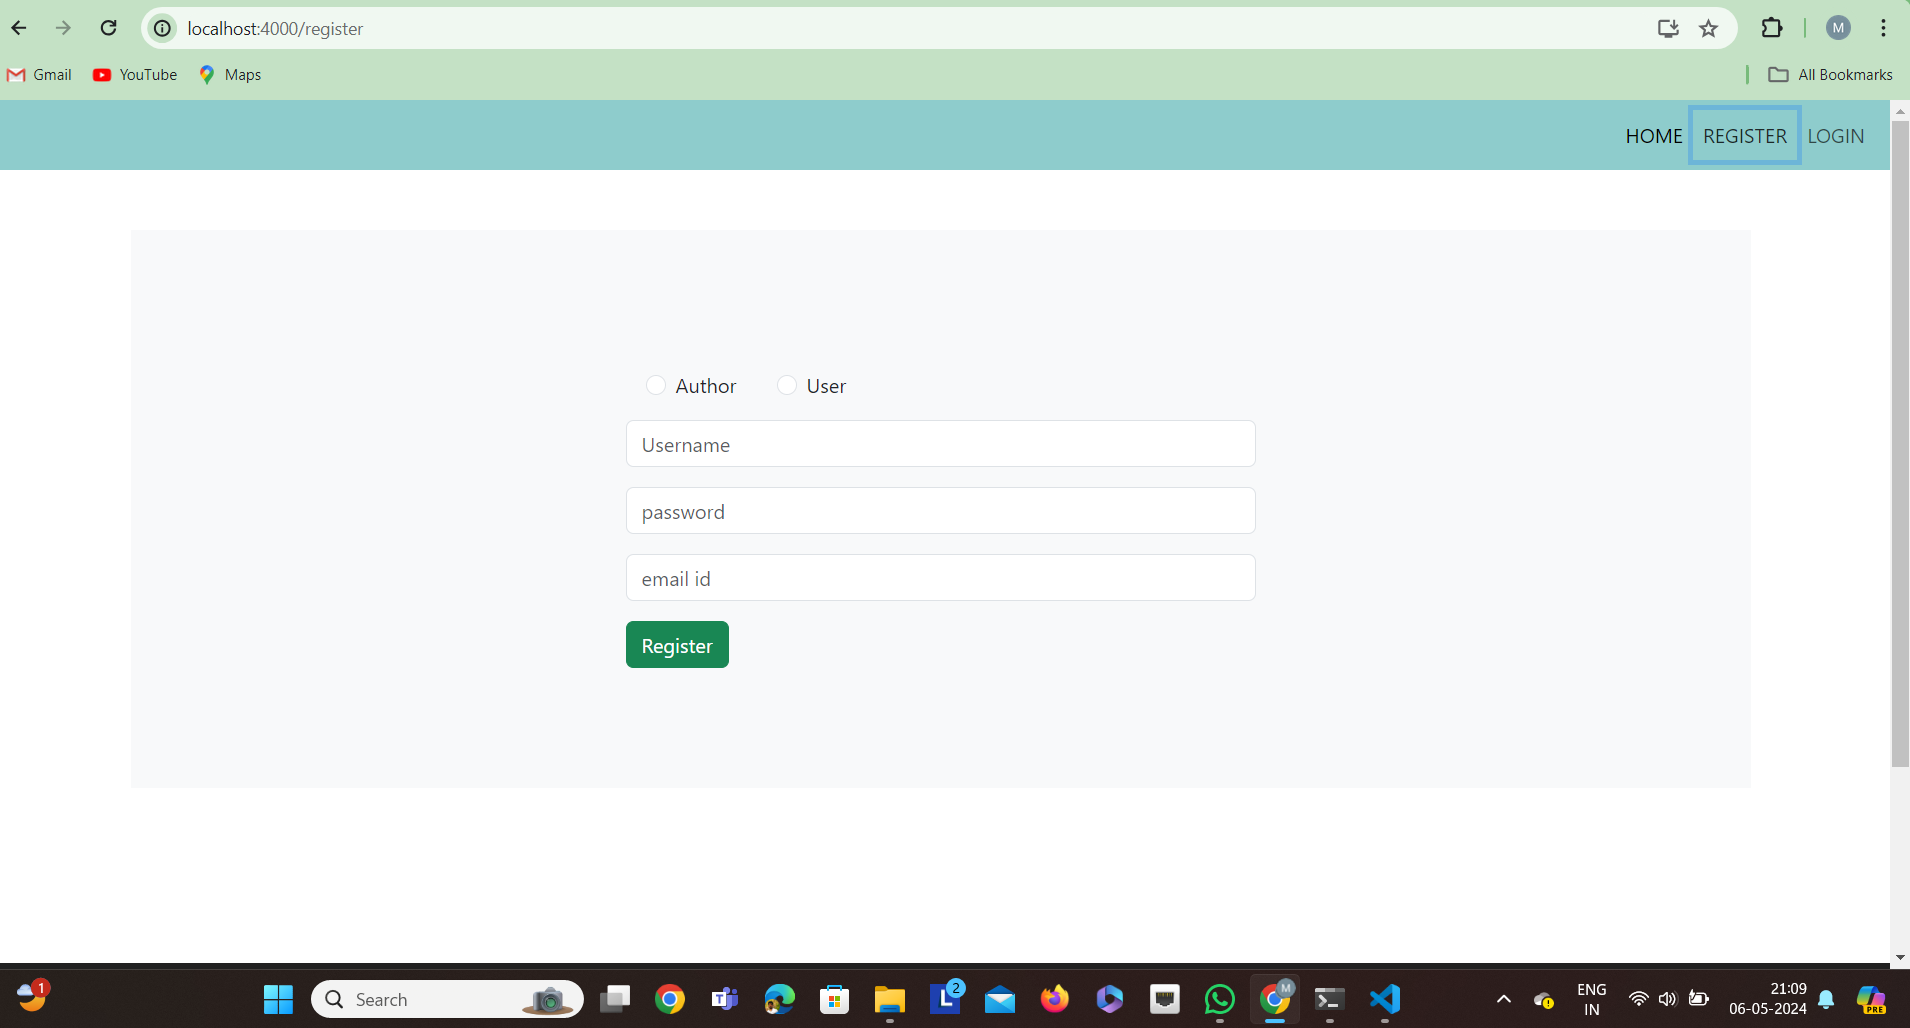 localhost:4000/register
M
Gmail YouTube Maps All Bookmarks
HOME REGISTER LOGIN
Author User
Username
password
email id
Register
1
Search
T
L 2
M
ENG
IN
21:09
06-05-2024
PRE